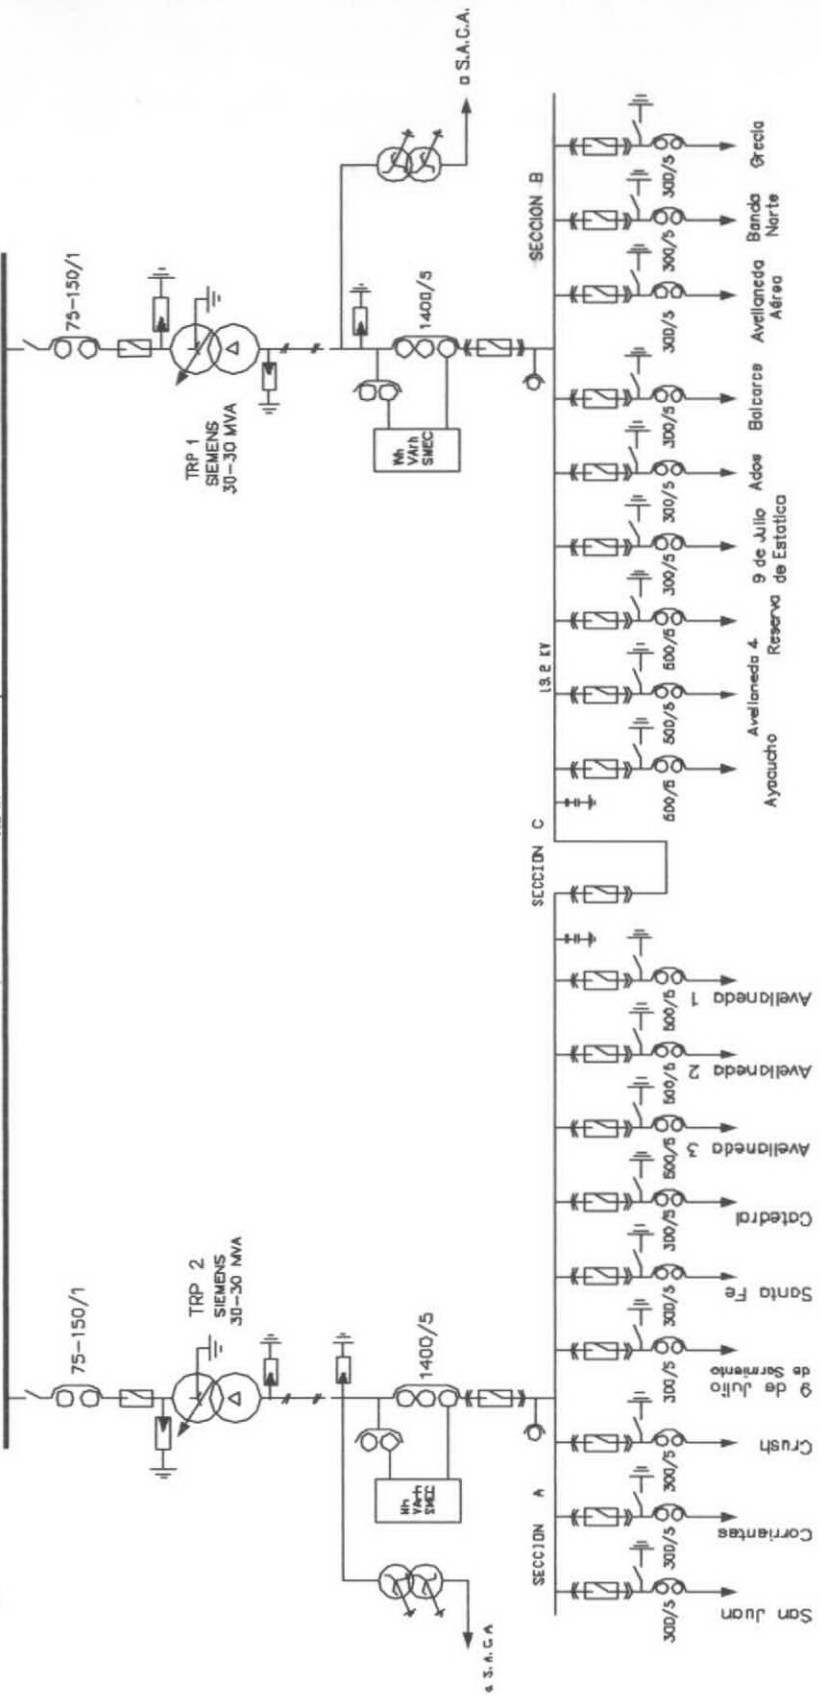 75-150/1
TRP 1
SIEMENS
30-30 MVA
a S.A.C.A.
1400/5
Wh
VArh
SMEC
SECCION B
13.2 KV
SECCION C
300/5
Grecia
300/5
Banda
Norte
300/5
Avellaneda
Aérea
300/5
Balcarce
300/5
Ados
300/5
9 de Julio
de Estatica
500/5
Reserva
500/5
Avellaneda 4
500/5
Ayacucho
500/5
Avellaneda 1
500/5
Avellaneda 2
500/5
Avellaneda 3
300/5
Catedral
300/5
Santa Fe
300/5
9 de Julio
de Sarmiento
300/5
Crush
300/5
Corrientes
300/5
San Juan
75-150/1
TRP 2
SIEMENS
30-30 MVA
1400/5
Wh
VArh
SMEC
SECCION A
a S.A.C.A